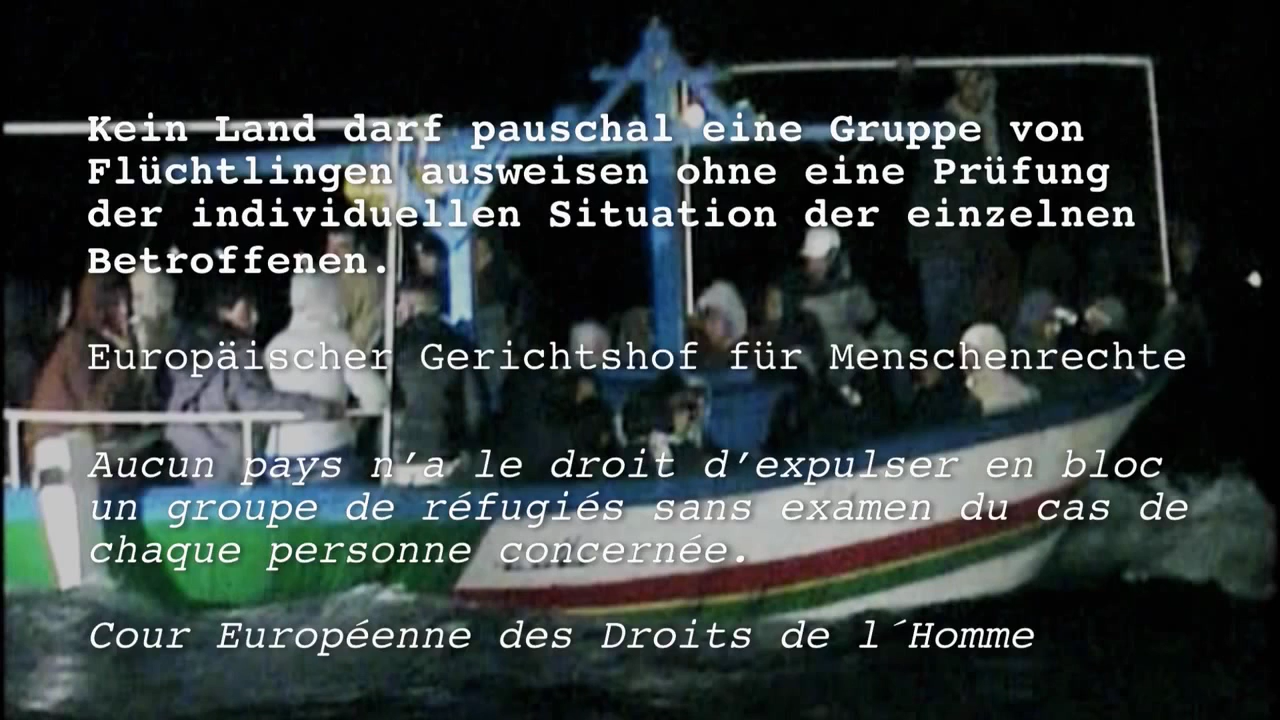 Kein Land darf pauschal eine Gruppe von
Flüchtlingen ausweisen ohne eine Prüfung
der individuellen Situation der einzelnen
Betroffenen.
Europäischer Gerichtshof für Menschenrechte
Aucun pays n’a le droit d’expulser en bloc
un groupe de réfugiés sans examen du cas de
chaque personne concernée.
Cour Européenne des Droits de l´Homme